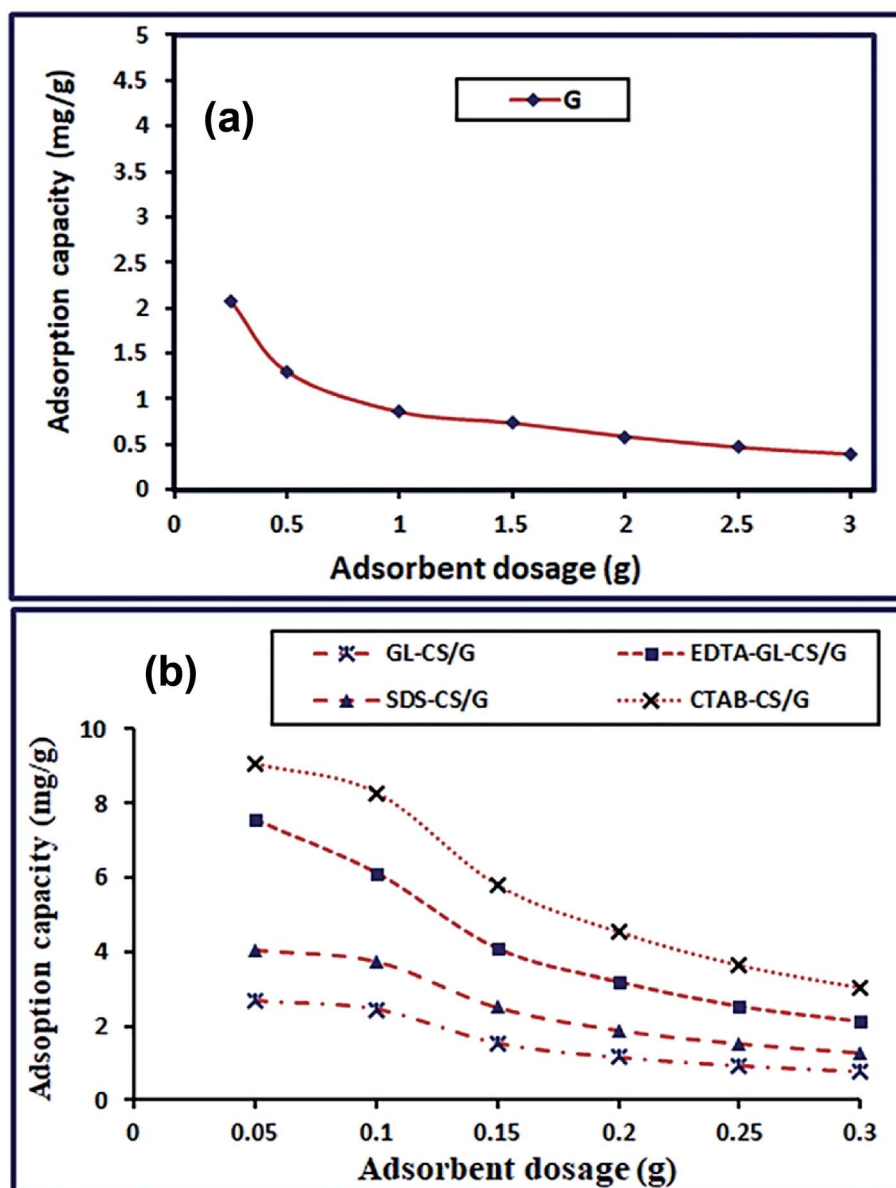 (a)
G
Adsorption capacity (mg/g)
5
4.5
4
3.5
3
2.5
2
1.5
1
0.5
0
0 0.5 1 1.5 2 2.5 3
Adsorbent dosage (g)
(b)
GL-CS/G EDTA-GL-CS/G
SDS-CS/G CTAB-CS/G
Adsoption capacity (mg/g)
10
8
6
4
2
0
0 0.05 0.1 0.15 0.2 0.25 0.3
Adsorbent dosage (g)